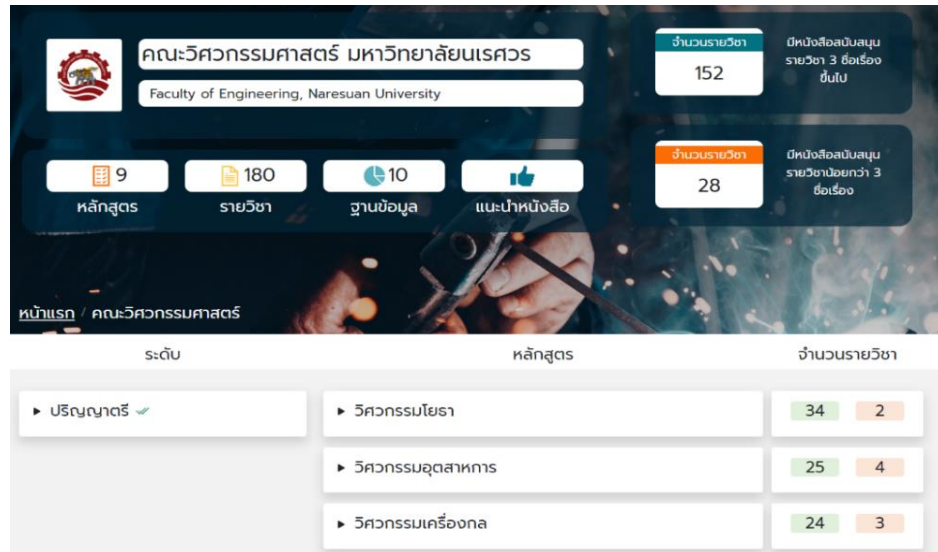 คณะวิศวกรรมศาสตร์ มหาวิทยาลัยนเรศวร
Faculty of Engineering, Naresuan University
9
หลักสูตร
180
รายวิชา
10
ฐานข้อมูล
แนะนำหนังสือ
จำนวนรายวิชา
152
มีหนังสือสนับสนุน
รายวิชา 3 ชื่อเรื่อง
ขึ้นไป
จำนวนรายวิชา
28
มีหนังสือสนับสนุน
รายวิชาน้อยกว่า 3
ชื่อเรื่อง
หน้าแรก / คณะวิศวกรรมศาสตร์
ระดับ หลักสูตร จำนวนรายวิชา
ปริญญาตรี วิศวกรรมโยธา 34 2
วิศวกรรมอุตสาหการ 25 4
วิศวกรรมเครื่องกล 24 3